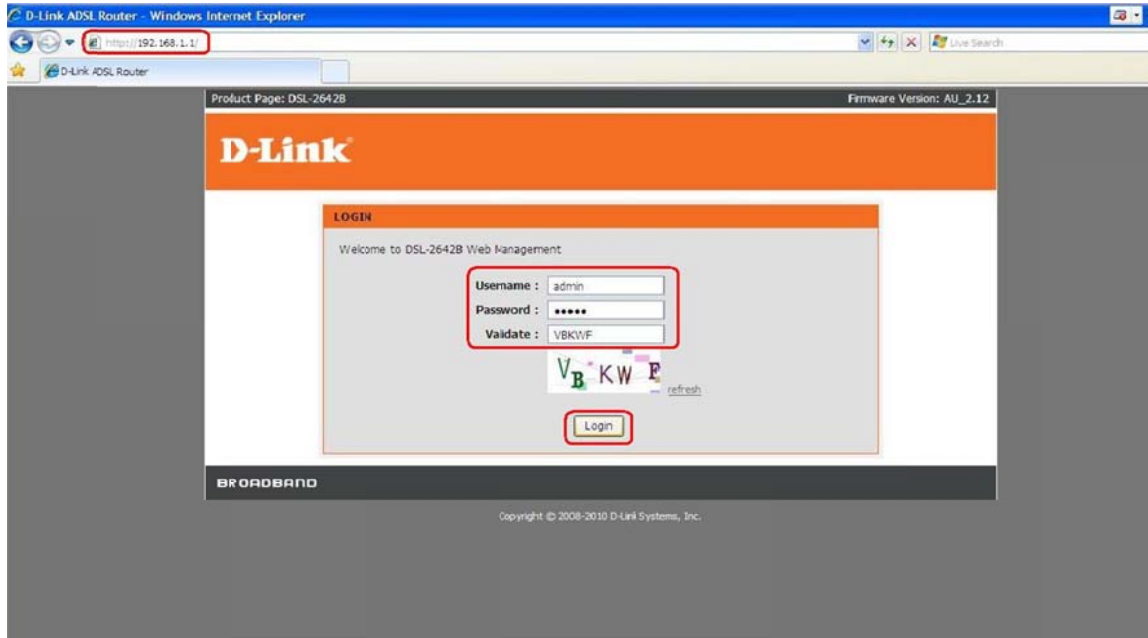 D-Link ADSL Router - Windows Internet Explorer
http://192.168.1.1/
Live Search
D-Link ADSL Router
Product Page: DSL-2642B Firmware Version: AU_2.12
D-Link
LOGIN
Welcome to DSL-2642B Web Management
Username : admin
Password : •••••
Validate : VBKWF
VB KW F
refresh
Login
BROADBAND
Copyright © 2008-2010 D-Link Systems, Inc.